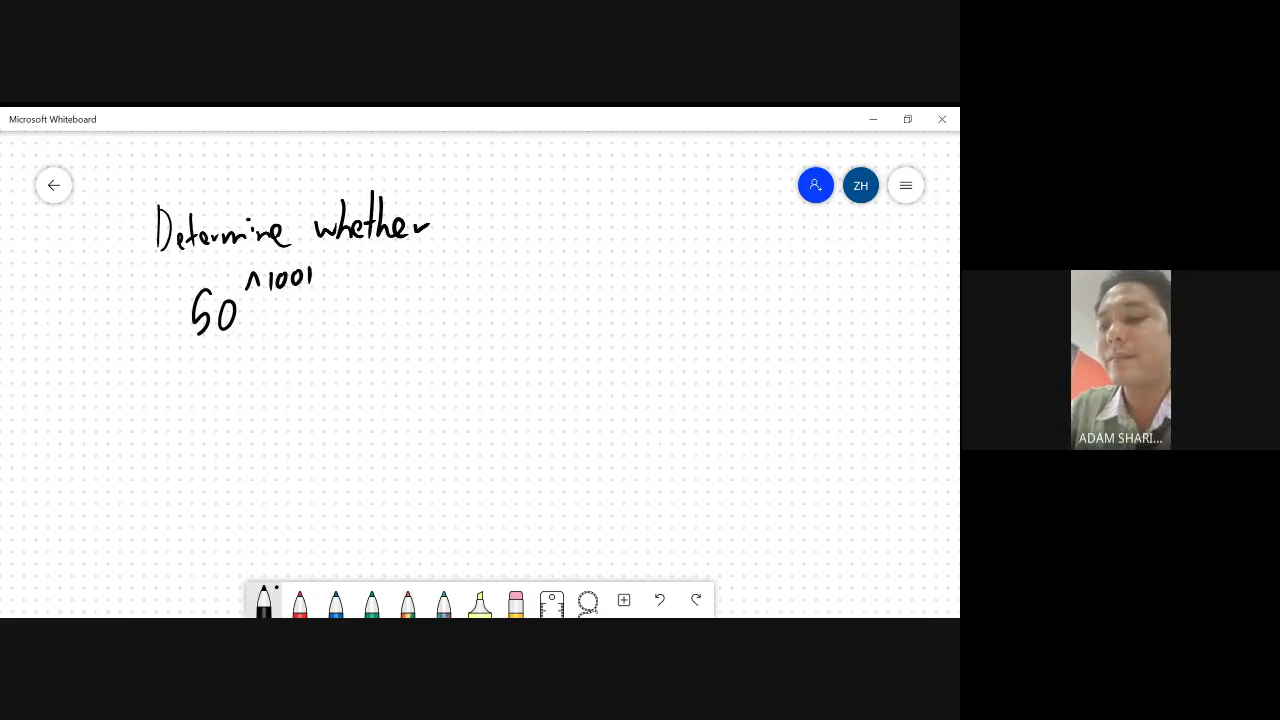 Microsoft Whiteboard
ZH
Determine whether
50^1001
ADAM SHARI...